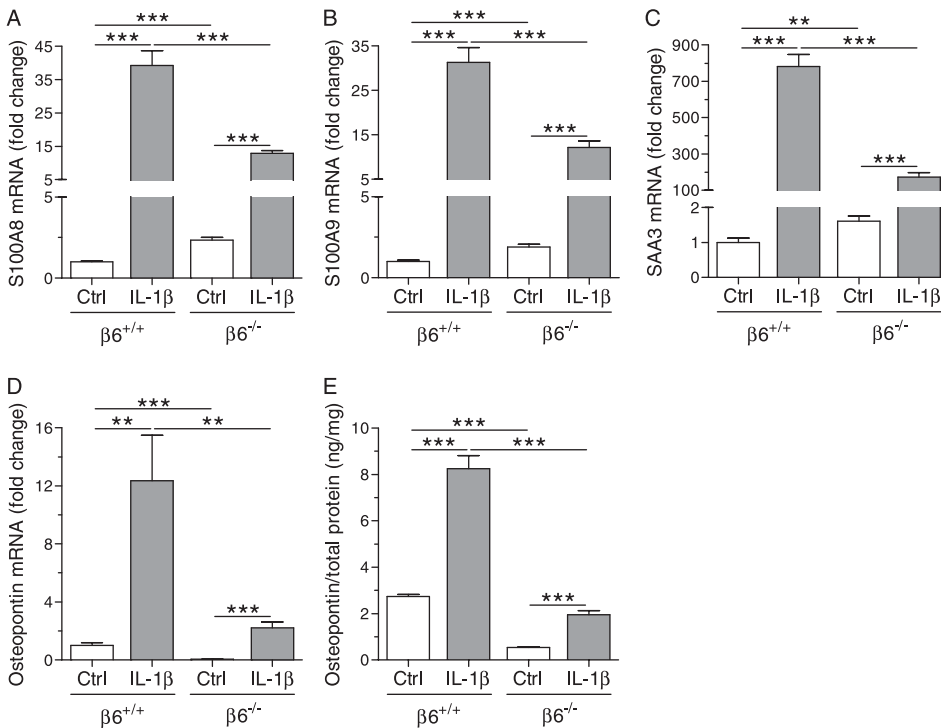 A
S100A8 mRNA (fold change)
45
35
25
15
5
5
0
***
***
***
***
Ctrl IL-1β Ctrl IL-1β
β6+/+ β6-/-
B
S100A9 mRNA (fold change)
35
25
15
5
5
0
***
***
***
***
Ctrl IL-1β Ctrl IL-1β
β6+/+ β6-/-
C
SAA3 mRNA (fold change)
900
700
500
300
100
2
1
0
**
***
***
***
Ctrl IL-1β Ctrl IL-1β
β6+/+ β6-/-
D
Osteopontin mRNA (fold change)
16
12
8
4
0
***
**
**
***
Ctrl IL-1β Ctrl IL-1β
β6+/+ β6-/-
E
Osteopontin/total protein (ng/mg)
10
8
6
4
2
0
***
***
***
***
Ctrl IL-1β Ctrl IL-1β
β6+/+ β6-/-